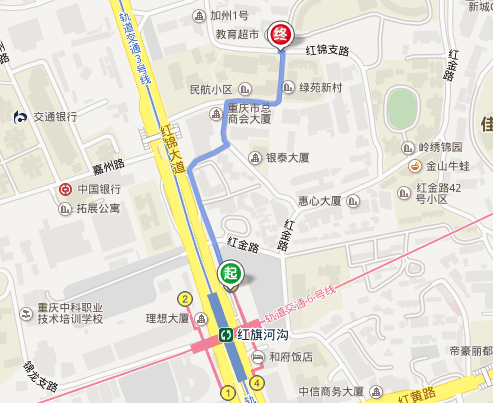 加州1号
新城
教育超市
终
红锦支路
轨道交通3号线
红金路
民航小区
绿苑新村
重庆市总
商会大厦
交通银行
佳
红锦大道
岭绣锦园
银泰大厦
嘉州路
金山牛蛙
中国银行
红金路42
号小区
拓展公寓
惠心大厦
红金路
红金路
起
轨道交通6号线
2
重庆中科职业
技术培训学校
理想大厦
红旗河沟
帝豪丽都
和府饭店
锦龙支路
1
4
中信商务大厦
红黄路
轨